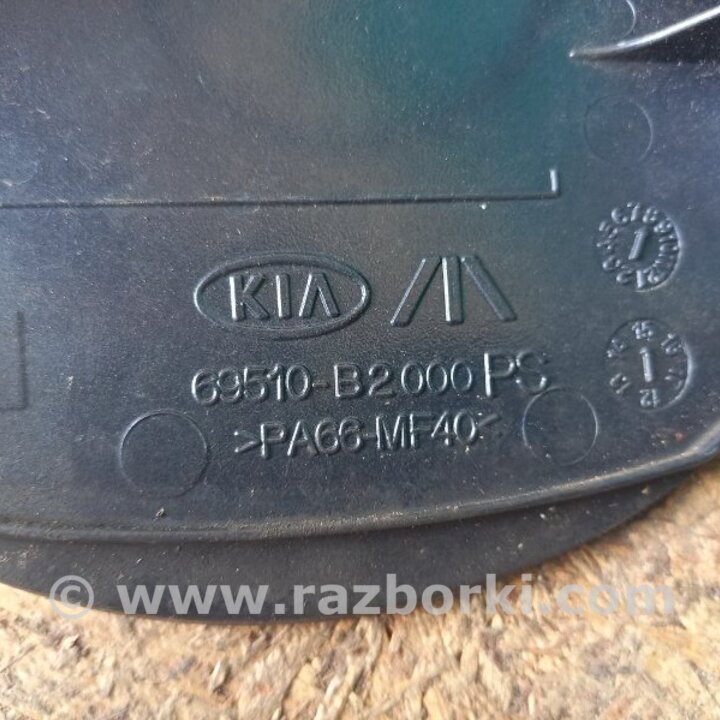 KIA
69510-B2000 PS
>PA66-MF40<
© www.razborki.com